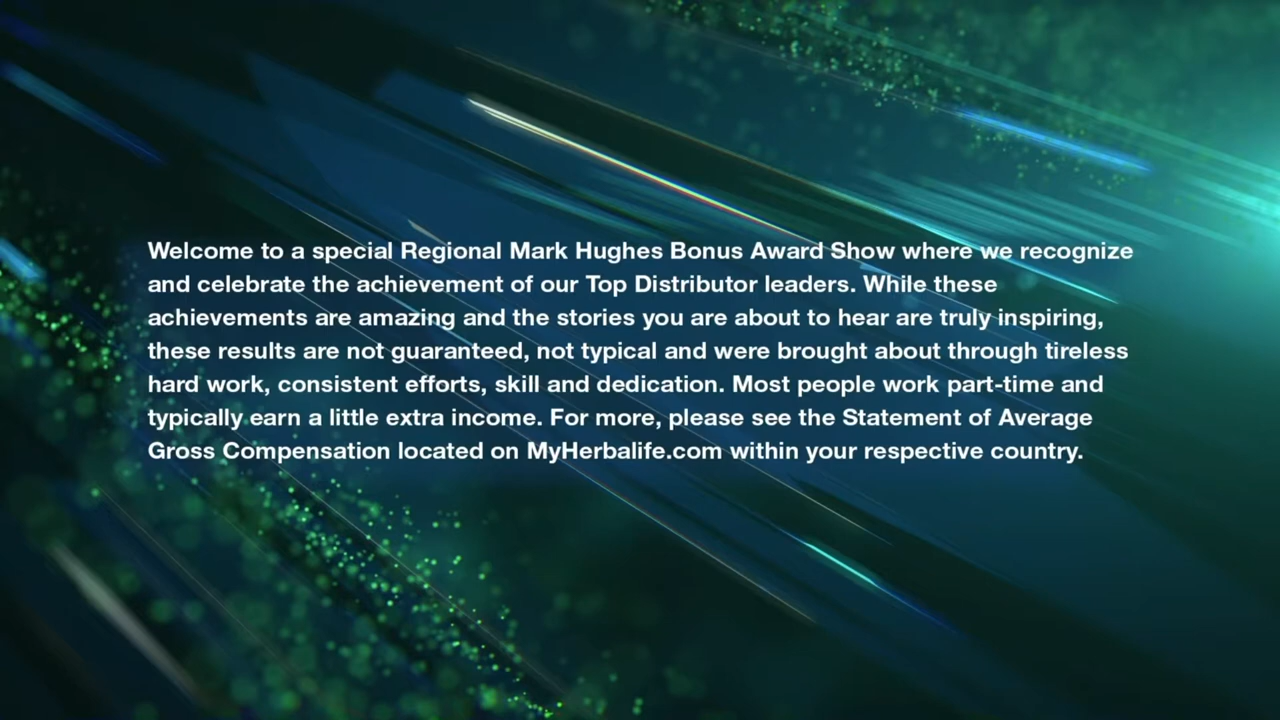 Welcome to a special Regional Mark Hughes Bonus Award Show where we recognize
and celebrate the achievement of our Top Distributor leaders. While these
achievements are amazing and the stories you are about to hear are truly inspiring,
these results are not guaranteed, not typical and were brought about through tireless
hard work, consistent efforts, skill and dedication. Most people work part-time and
typically earn a little extra income. For more, please see the Statement of Average
Gross Compensation located on MyHerbalife.com within your respective country.